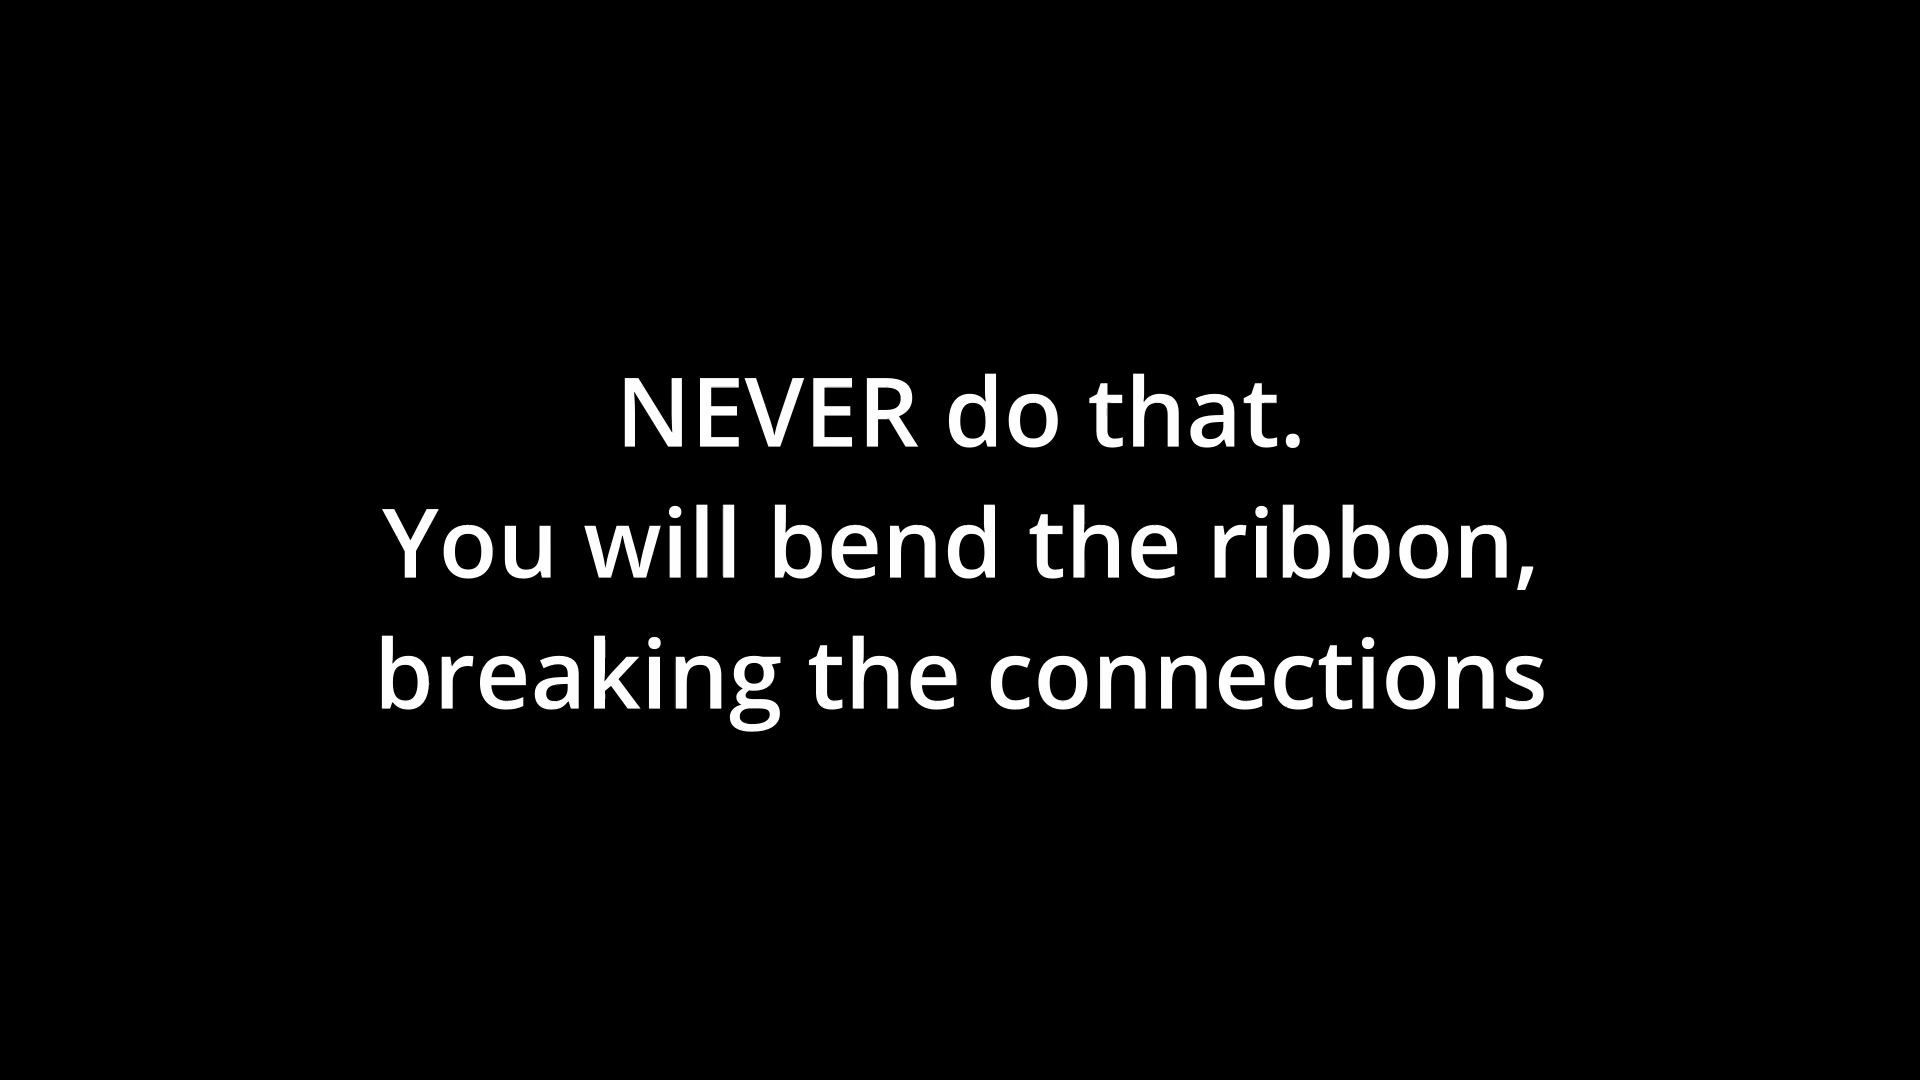 NEVER do that.
You will bend the ribbon,
breaking the connections